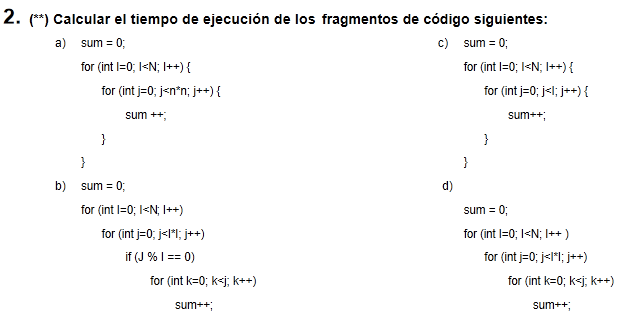 2. (**) Calcular el tiempo de ejecución de los fragmentos de código siguientes:
a) sum = 0;
for (int I=0; I<N; I++) {
for (int j=0; j<n*n; j++) {
sum ++;
}
}
b) sum = 0;
for (int I=0; I<N; I++)
for (int j=0; j<I*I; j++)
if (J % I == 0)
for (int k=0; k<j; k++)
sum++;
c) sum = 0;
for (int I=0; I<N; I++) {
for (int j=0; j<I; j++) {
sum++;
}
}
d)
sum = 0;
for (int I=0; I<N; I++ )
for (int j=0; j<I*I; j++)
for (int k=0; k<j; k++)
sum++;